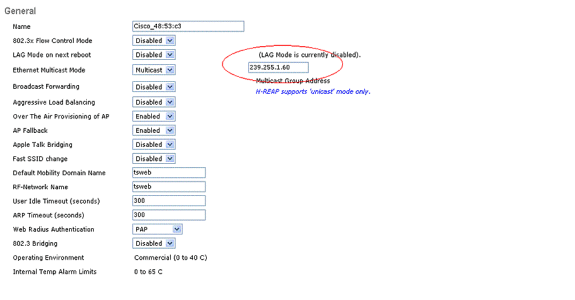 General
Name Cisco_48:53:c3
802.3x Flow Control Mode Disabled
LAG Mode on next reboot Disabled (LAG Mode is currently disabled).
Ethernet Multicast Mode Multicast 239.255.1.60
Multicast Group Address
Broadcast Forwarding Disabled H-REAP supports 'unicast' mode only.
Aggressive Load Balancing Disabled
Over The Air Provisioning of AP Enabled
AP Fallback Enabled
Apple Talk Bridging Disabled
Fast SSID change Disabled
Default Mobility Domain Name tsweb
RF-Network Name tsweb
User Idle Timeout (seconds) 300
ARP Timeout (seconds) 300
Web Radius Authentication PAP
802.3 Bridging Disabled
Operating Environment Commercial (0 to 40 C)
Internal Temp Alarm Limits 0 to 65 C